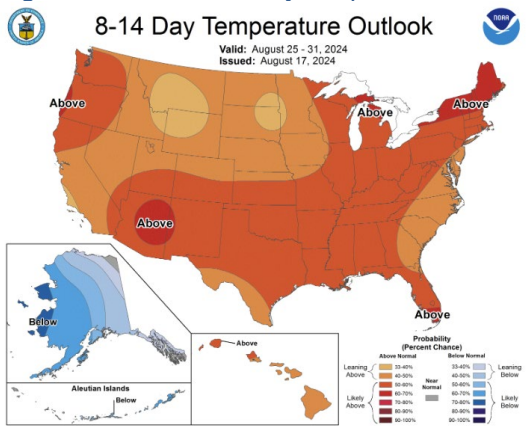 8-14 Day Temperature Outlook
Valid: August 25 - 31, 2024
Issued: August 17, 2024
NOAA
Above
Above
Above
Above
Above
Below
Above
Aleutian Islands
Below
Probability
(Percent Chance)
Above Normal
Below Normal
Leaning Above
33-40%
40-50%
Likely Above
50-60%
60-70%
70-80%
80-90%
90-100%
Near Normal
33-40%
40-50%
Leaning Below
50-60%
60-70%
70-80%
80-90%
90-100%
Likely Below